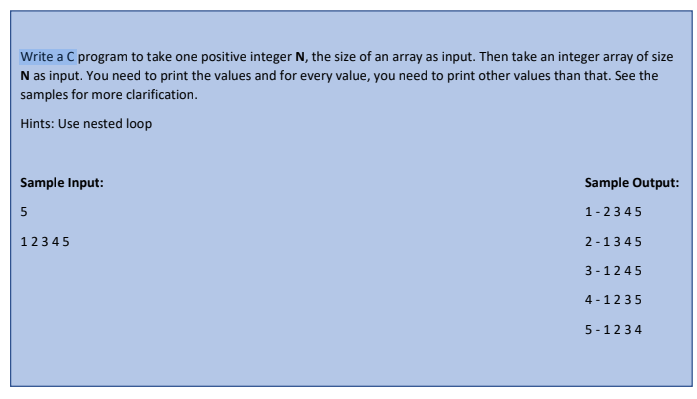 Write a C program to take one positive integer N, the size of an array as input. Then take an integer array of size
N as input. You need to print the values and for every value, you need to print other values than that. See the
samples for more clarification.
Hints: Use nested loop
Sample Input:
5
1 2 3 4 5
Sample Output:
1 - 2 3 4 5
2 - 1 3 4 5
3 - 1 2 4 5
4 - 1 2 3 5
5 - 1 2 3 4